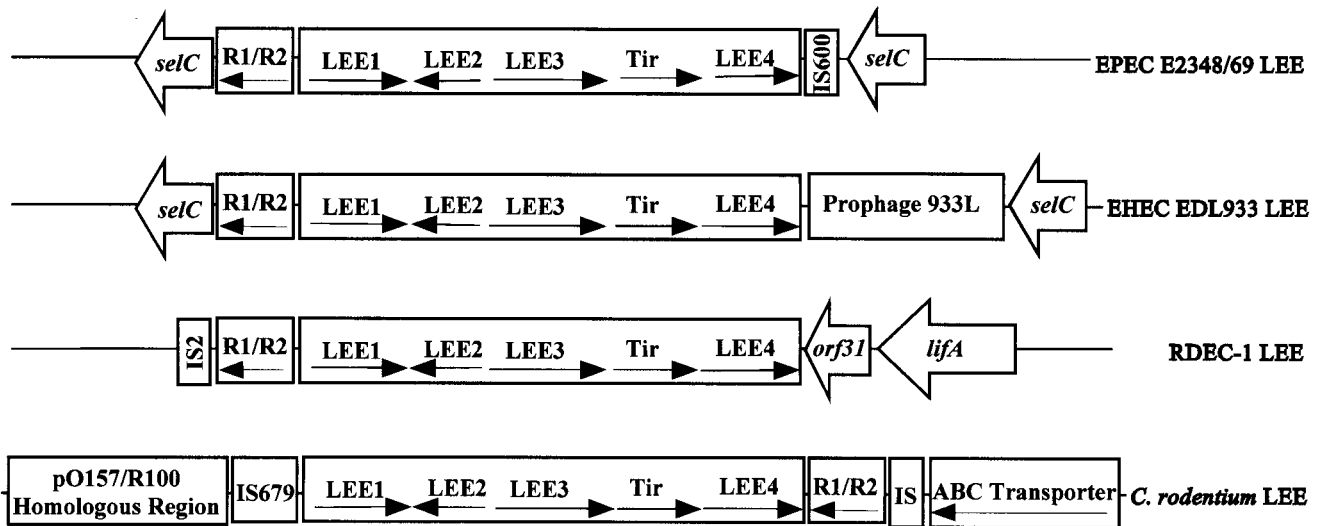 selC R1/R2 LEE1 LEE2 LEE3 Tir LEE4 IS600 selC EPEC E2348/69 LEE
selC R1/R2 LEE1 LEE2 LEE3 Tir LEE4 Prophage 933L selC EHEC EDL933 LEE
IS2 R1/R2 LEE1 LEE2 LEE3 Tir LEE4 orf31 lifA RDEC-1 LEE
pO157/R100
Homologous Region IS679 LEE1 LEE2 LEE3 Tir LEE4 R1/R2 IS ABC Transporter C. rodentium LEE